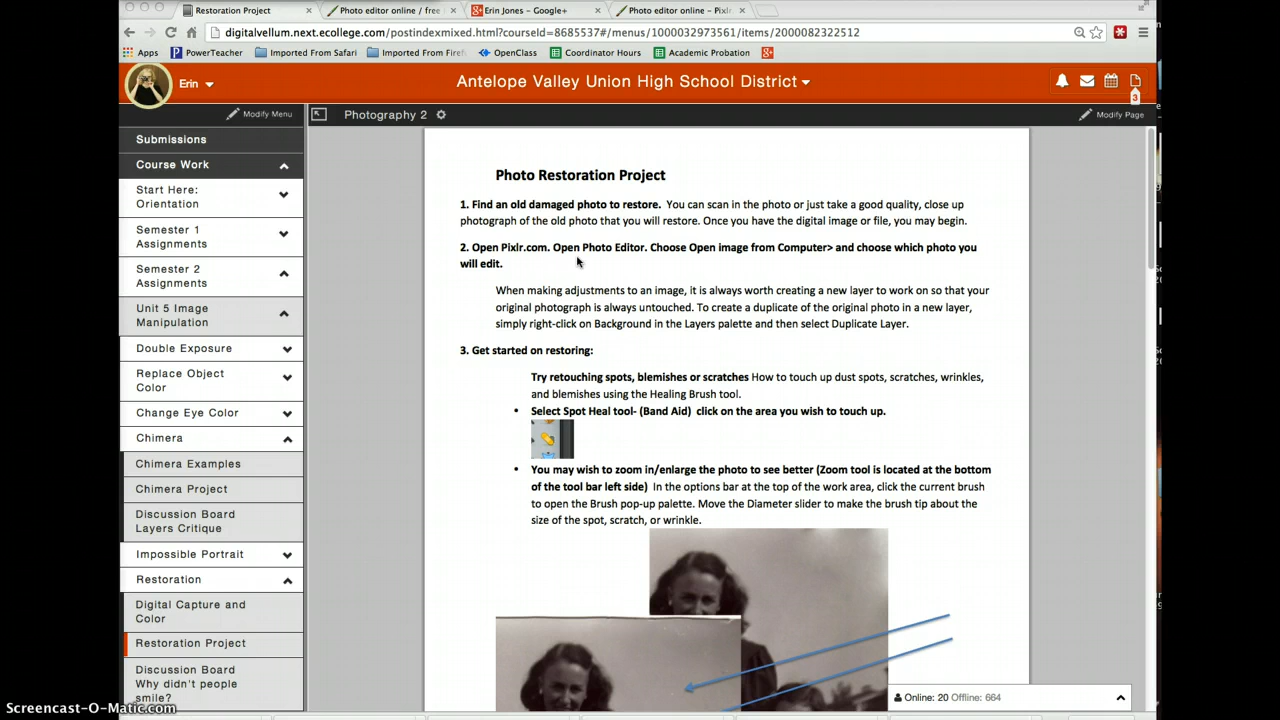 Restoration Project
Photo editor online / free
Erin Jones - Google+
Photo editor online - Pixlr
digitalvellum.next.ecollege.com/postindexmixed.html?courseId=8685537#/menus/1000032973561/items/2000082322512
Apps PowerTeacher Imported From Safari Imported From Firef OpenClass Coordinator Hours Academic Probation
Erin
Antelope Valley Union High School District
3
Modify Menu
Photography 2
Modify Page
Submissions
Course Work
Start Here:
Orientation
Semester 1
Assignments
Semester 2
Assignments
Unit 5 Image
Manipulation
Double Exposure
Replace Object
Color
Change Eye Color
Chimera
Chimera Examples
Chimera Project
Discussion Board
Layers Critique
Impossible Portrait
Restoration
Digital Capture and
Color
Restoration Project
Discussion Board
Why didn't people
smile?
Photo Restoration Project
1. Find an old damaged photo to restore. You can scan in the photo or just take a good quality, close up
photograph of the old photo that you will restore. Once you have the digital image or file, you may begin.
2. Open Pixlr.com. Open Photo Editor. Choose Open image from Computer> and choose which photo you
will edit.
When making adjustments to an image, it is always worth creating a new layer to work on so that your
original photograph is always untouched. To create a duplicate of the original photo in a new layer,
simply right-click on Background in the Layers palette and then select Duplicate Layer.
3. Get started on restoring:
Try retouching spots, blemishes or scratches How to touch up dust spots, scratches, wrinkles,
and blemishes using the Healing Brush tool.
• Select Spot Heal tool- (Band Aid) click on the area you wish to touch up.
• You may wish to zoom in/enlarge the photo to see better (Zoom tool is located at the bottom
of the tool bar left side) In the options bar at the top of the work area, click the current brush
to open the Brush pop-up palette. Move the Diameter slider to make the brush tip about the
size of the spot, scratch, or wrinkle.
Online: 20 Offline: 664
Screencast-O-Matic.com